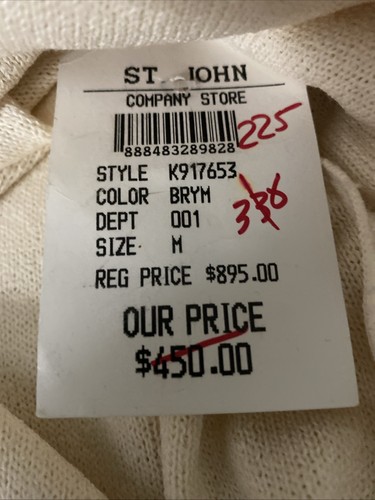 ST. JOHN
COMPANY STORE
888483289828
225
STYLE K917653
COLOR BRYM
DEPT 001
SIZE· M
REG PRICE $895.00
OUR PRICE
$450.00